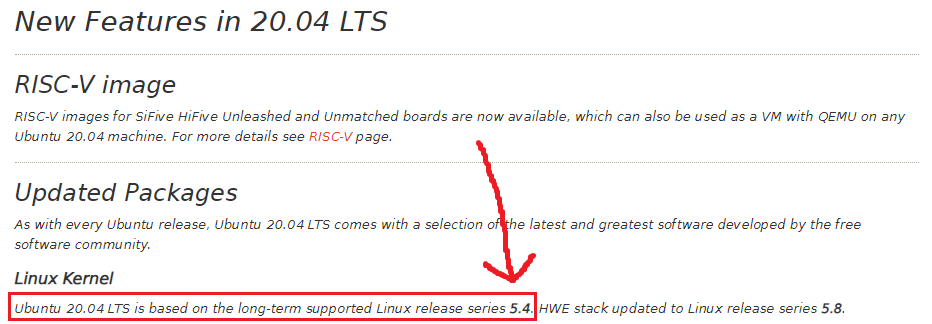 New Features in 20.04 LTS
RISC-V image
RISC-V images for SiFive HiFive Unleashed and Unmatched boards are now available, which can also be used as a VM with QEMU on any
Ubuntu 20.04 machine. For more details see RISC-V page.
Updated Packages
As with every Ubuntu release, Ubuntu 20.04 LTS comes with a selection of the latest and greatest software developed by the free
software community.
Linux Kernel
Ubuntu 20.04 LTS is based on the long-term supported Linux release series 5.4. HWE stack updated to Linux release series 5.8.